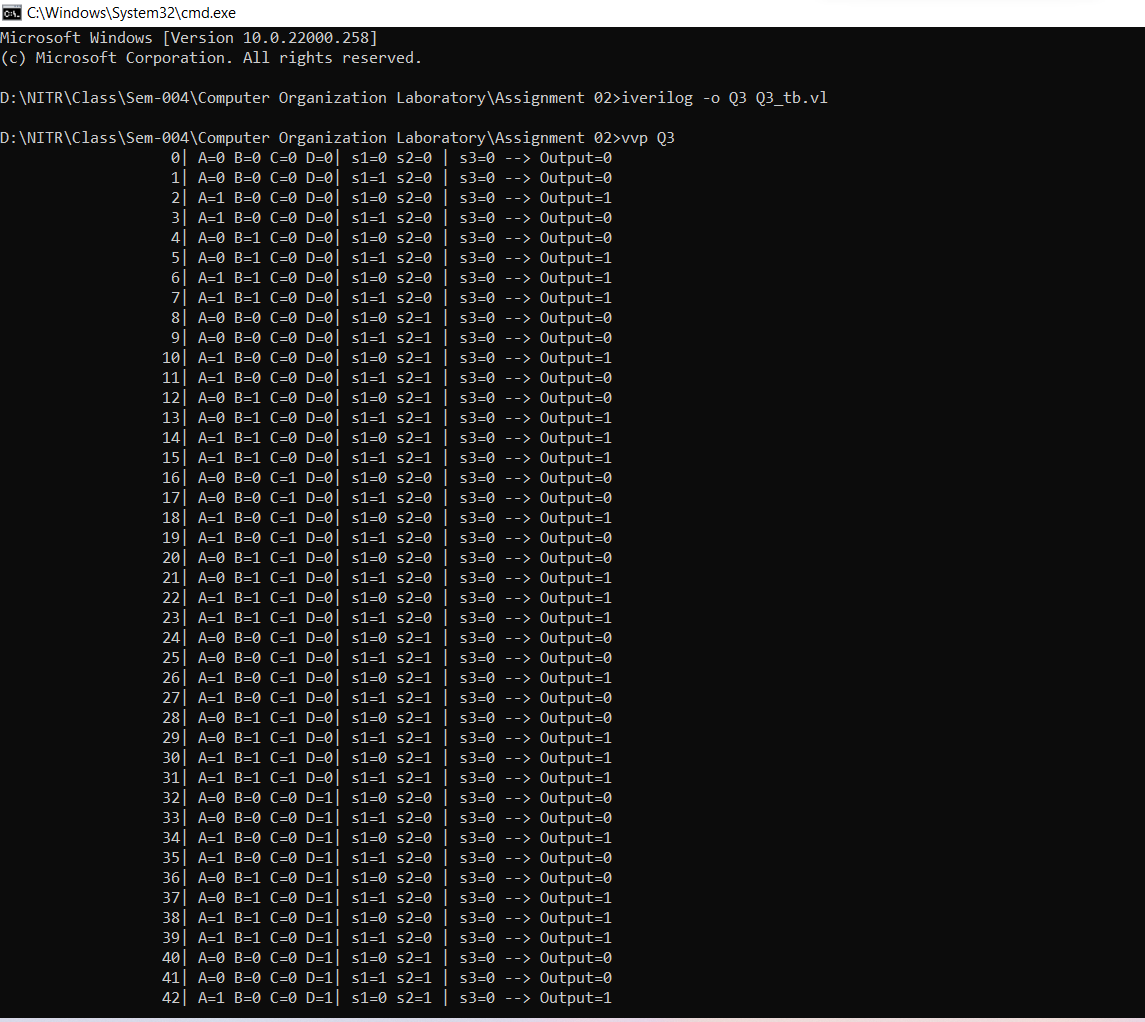 C:\Windows\System32\cmd.exe
Microsoft Windows [Version 10.0.22000.258]
(c) Microsoft Corporation. All rights reserved.
D:\NITR\Class\Sem-004\Computer Organization Laboratory\Assignment 02>iverilog -o Q3 Q3_tb.vl
D:\NITR\Class\Sem-004\Computer Organization Laboratory\Assignment 02>vvp Q3
0| A=0 B=0 C=0 D=0| s1=0 s2=0 | s3=0 --> Output=0
1| A=0 B=0 C=0 D=0| s1=1 s2=0 | s3=0 --> Output=0
2| A=1 B=0 C=0 D=0| s1=0 s2=0 | s3=0 --> Output=1
3| A=1 B=0 C=0 D=0| s1=1 s2=0 | s3=0 --> Output=0
4| A=0 B=1 C=0 D=0| s1=0 s2=0 | s3=0 --> Output=0
5| A=0 B=1 C=0 D=0| s1=1 s2=0 | s3=0 --> Output=1
6| A=1 B=1 C=0 D=0| s1=0 s2=0 | s3=0 --> Output=1
7| A=1 B=1 C=0 D=0| s1=1 s2=0 | s3=0 --> Output=1
8| A=0 B=0 C=0 D=0| s1=0 s2=1 | s3=0 --> Output=0
9| A=0 B=0 C=0 D=0| s1=1 s2=1 | s3=0 --> Output=0
10| A=1 B=0 C=0 D=0| s1=0 s2=1 | s3=0 --> Output=1
11| A=1 B=0 C=0 D=0| s1=1 s2=1 | s3=0 --> Output=0
12| A=0 B=1 C=0 D=0| s1=0 s2=1 | s3=0 --> Output=0
13| A=0 B=1 C=0 D=0| s1=1 s2=1 | s3=0 --> Output=1
14| A=1 B=1 C=0 D=0| s1=0 s2=1 | s3=0 --> Output=1
15| A=1 B=1 C=0 D=0| s1=1 s2=1 | s3=0 --> Output=1
16| A=0 B=0 C=1 D=0| s1=0 s2=0 | s3=0 --> Output=0
17| A=0 B=0 C=1 D=0| s1=1 s2=0 | s3=0 --> Output=0
18| A=1 B=0 C=1 D=0| s1=0 s2=0 | s3=0 --> Output=1
19| A=1 B=0 C=1 D=0| s1=1 s2=0 | s3=0 --> Output=0
20| A=0 B=1 C=1 D=0| s1=0 s2=0 | s3=0 --> Output=0
21| A=0 B=1 C=1 D=0| s1=1 s2=0 | s3=0 --> Output=1
22| A=1 B=1 C=1 D=0| s1=0 s2=0 | s3=0 --> Output=1
23| A=1 B=1 C=1 D=0| s1=1 s2=0 | s3=0 --> Output=1
24| A=0 B=0 C=1 D=0| s1=0 s2=1 | s3=0 --> Output=0
25| A=0 B=0 C=1 D=0| s1=1 s2=1 | s3=0 --> Output=0
26| A=1 B=0 C=1 D=0| s1=0 s2=1 | s3=0 --> Output=1
27| A=1 B=0 C=1 D=0| s1=1 s2=1 | s3=0 --> Output=0
28| A=0 B=1 C=1 D=0| s1=0 s2=1 | s3=0 --> Output=0
29| A=0 B=1 C=1 D=0| s1=1 s2=1 | s3=0 --> Output=1
30| A=1 B=1 C=1 D=0| s1=0 s2=1 | s3=0 --> Output=1
31| A=1 B=1 C=1 D=0| s1=1 s2=1 | s3=0 --> Output=1
32| A=0 B=0 C=0 D=1| s1=0 s2=0 | s3=0 --> Output=0
33| A=0 B=0 C=0 D=1| s1=1 s2=0 | s3=0 --> Output=0
34| A=1 B=0 C=0 D=1| s1=0 s2=0 | s3=0 --> Output=1
35| A=1 B=0 C=0 D=1| s1=1 s2=0 | s3=0 --> Output=0
36| A=0 B=1 C=0 D=1| s1=0 s2=0 | s3=0 --> Output=0
37| A=0 B=1 C=0 D=1| s1=1 s2=0 | s3=0 --> Output=1
38| A=1 B=1 C=0 D=1| s1=0 s2=0 | s3=0 --> Output=1
39| A=1 B=1 C=0 D=1| s1=1 s2=0 | s3=0 --> Output=1
40| A=0 B=0 C=0 D=1| s1=0 s2=1 | s3=0 --> Output=0
41| A=0 B=0 C=0 D=1| s1=1 s2=1 | s3=0 --> Output=0
42| A=1 B=0 C=0 D=1| s1=0 s2=1 | s3=0 --> Output=1